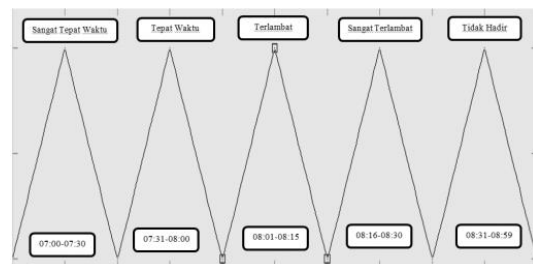 Sangat Tepat Waktu
Tepat Waktu
Terlambat
Sangat Terlambat
Tidak Hadir
07:00-07:30
07:31-08:00
08:01-08:15
08:16-08:30
08:31-08:59